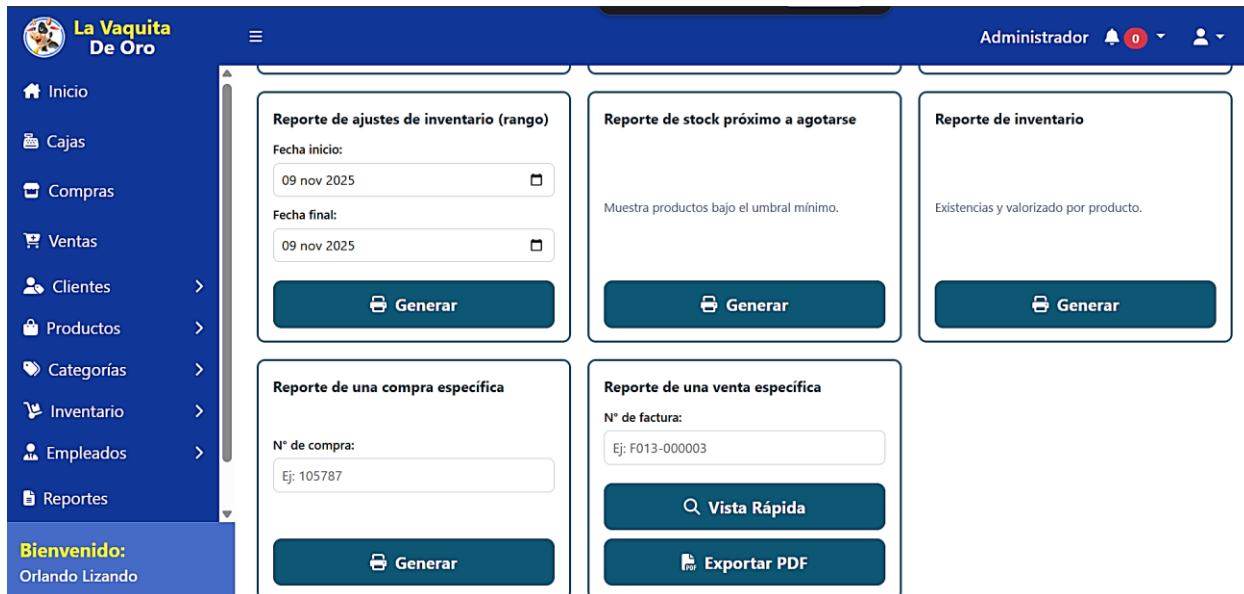 La Vaquita
De Oro
Administrador 0
Inicio
Cajas
Compras
Ventas
Clientes
Productos
Categorías
Inventario
Empleados
Reportes
Bienvenido:
Orlando Lizando
Reporte de ajustes de inventario (rango)
Fecha inicio:
09 nov 2025
Fecha final:
09 nov 2025
Generar
Reporte de stock próximo a agotarse
Muestra productos bajo el umbral mínimo.
Generar
Reporte de inventario
Existencias y valorizado por producto.
Generar
Reporte de una compra específica
N° de compra:
Ej: 105787
Generar
Reporte de una venta específica
N° de factura:
Ej: F013-000003
Vista Rápida
Exportar PDF